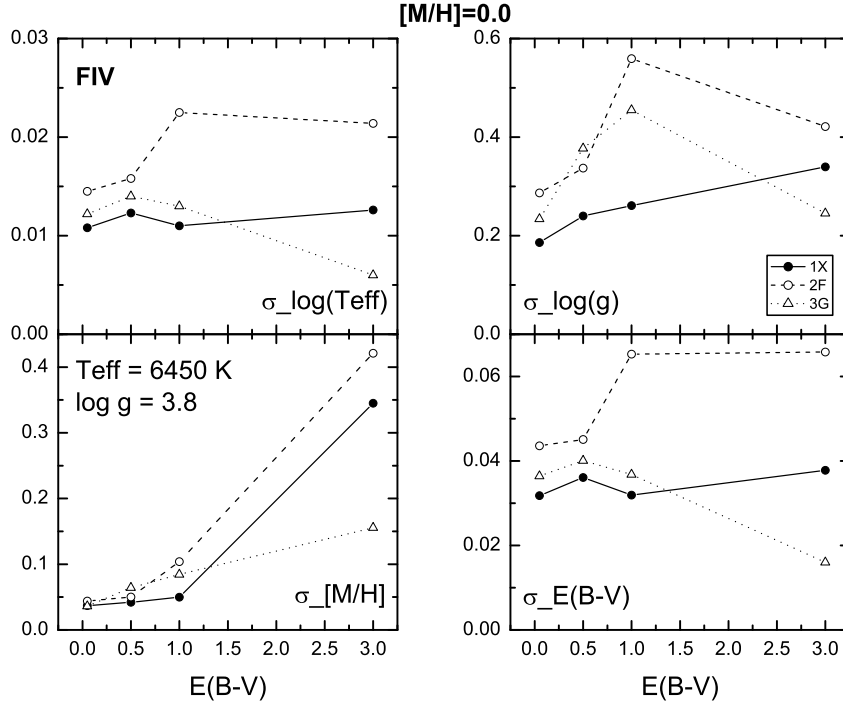 [M/H]=0.0
0.03
0.02
0.01
0.00
FIV
σ_log(Teff)
0.6
0.4
0.2
0.0
1X
2F
3G
σ_log(g)
0.4
0.3
0.2
0.1
0.0
Teff = 6450 K
log g = 3.8
σ_[M/H]
0.0 0.5 1.0 1.5 2.0 2.5 3.0
E(B-V)
0.06
0.04
0.02
0.00
σ_E(B-V)
0.0 0.5 1.0 1.5 2.0 2.5 3.0
E(B-V)